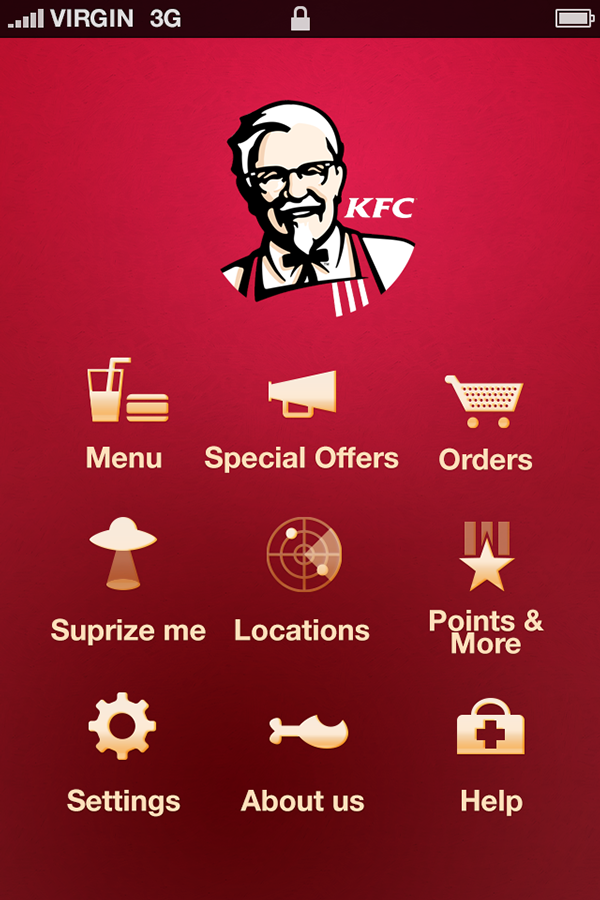 VIRGIN 3G
KFC
Menu Special Offers Orders
Suprize me Locations Points &
More
Settings About us Help